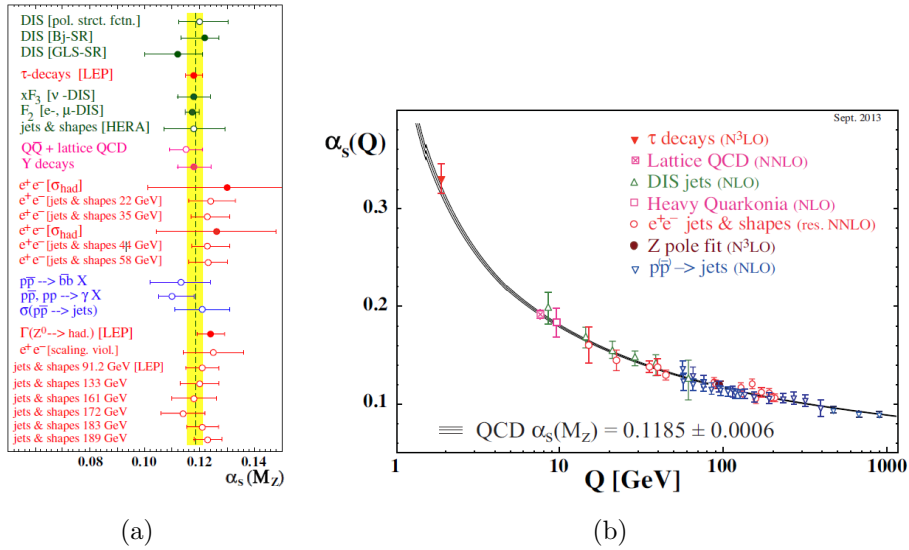 DIS [pol. strct. fctn.]
DIS [Bj-SR]
DIS [GLS-SR]
τ-decays [LEP]
xF₃ [ν -DIS]
F₂ [e-, μ-DIS]
jets & shapes [HERA]
QQ̅ + lattice QCD
Υ decays
e⁺e⁻[σhad]
e⁺e⁻[jets & shapes 22 GeV]
e⁺e⁻[jets & shapes 35 GeV]
e⁺e⁻[σhad]
e⁺e⁻[jets & shapes 44 GeV]
e⁺e⁻[jets & shapes 58 GeV]
pp̅ --> b̅b X
pp̅, pp --> γ X
σ(pp̅ --> jets)
Γ(Z⁰--> had.) [LEP]
e⁺e⁻[scaling. viol.]
jets & shapes 91.2 GeV [LEP]
jets & shapes 133 GeV
jets & shapes 161 GeV
jets & shapes 172 GeV
jets & shapes 183 GeV
jets & shapes 189 GeV
0.08 0.10 0.12 0.14
αs(MZ)
(a)
Sept. 2013
αs(Q)
τ decays (N³LO)
Lattice QCD (NNLO)
DIS jets (NLO)
Heavy Quarkonia (NLO)
e⁺e⁻ jets & shapes (res. NNLO)
Z pole fit (N³LO)
pp(̅) –> jets (NLO)
0.3
0.2
0.1
QCD αs(MZ) = 0.1185 ± 0.0006
1 10 100 1000
Q [GeV]
(b)